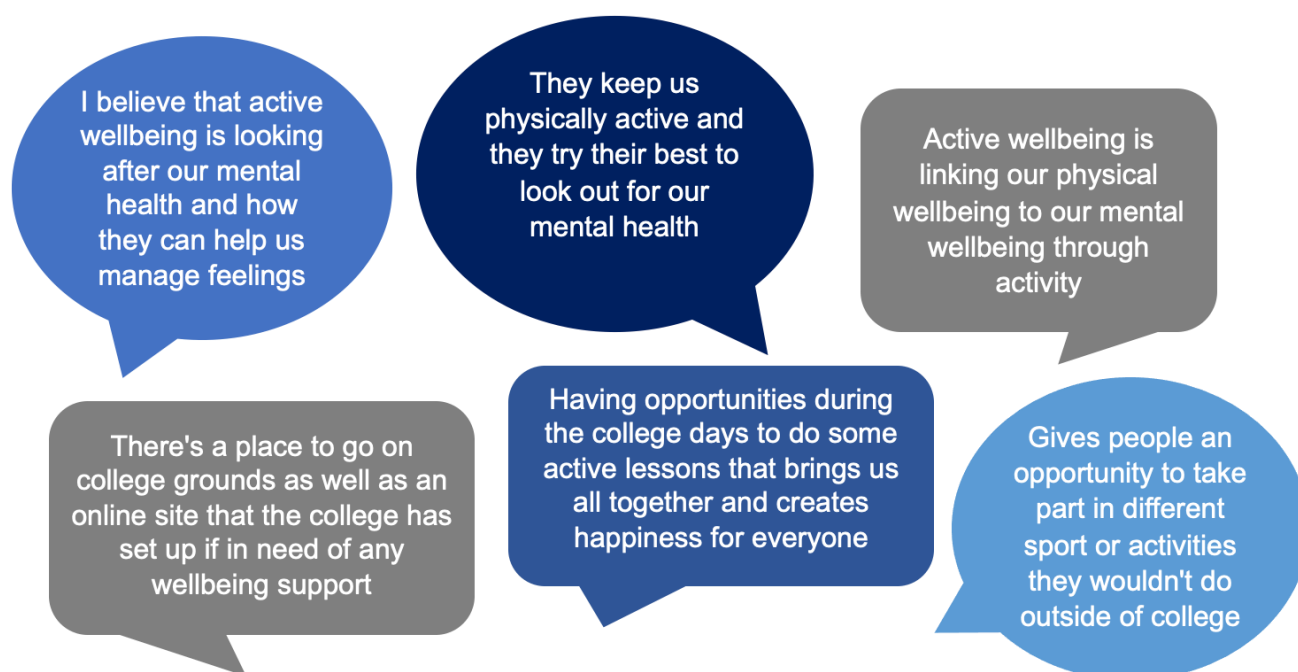 I believe that active
wellbeing is looking
after our mental
health and how
they can help us
manage feelings
They keep us
physically active and
they try their best to
look out for our
mental health
Active wellbeing is
linking our physical
wellbeing to our mental
wellbeing through
activity
There's a place to go on
college grounds as well as an
online site that the college has
set up if in need of any
wellbeing support
Having opportunities during
the college days to do some
active lessons that brings us
all together and creates
happiness for everyone
Gives people an
opportunity to take
part in different
sport or activities
they wouldn't do
outside of college